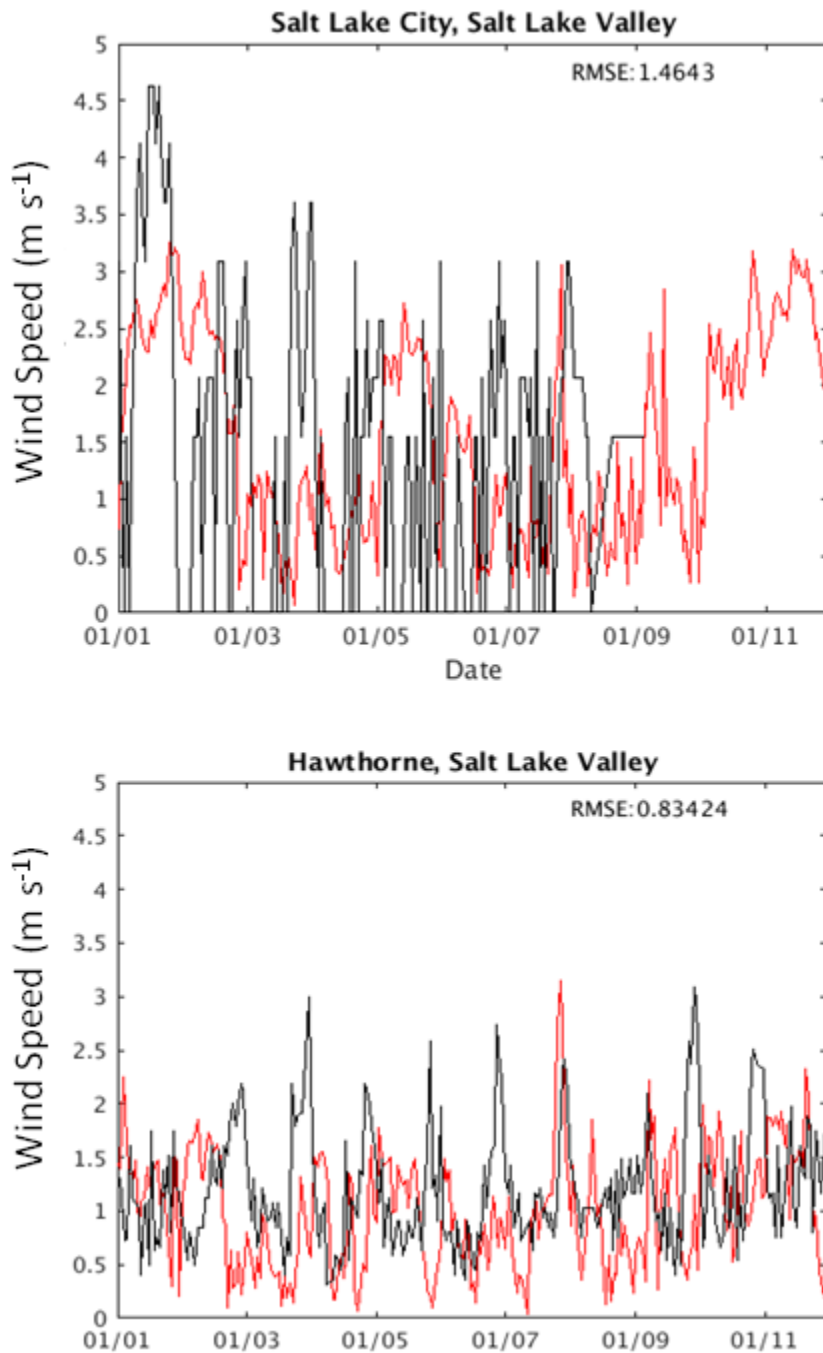 Salt Lake City, Salt Lake Valley
RMSE:1.4643
Wind Speed (m s-1)
5
4.5
4
3.5
3
2.5
2
1.5
1
0.5
0
01/01 01/03 01/05 01/07 01/09 01/11
Date
Hawthorne, Salt Lake Valley
RMSE:0.83424
Wind Speed (m s-1)
5
4.5
4
3.5
3
2.5
2
1.5
1
0.5
0
01/01 01/03 01/05 01/07 01/09 01/11